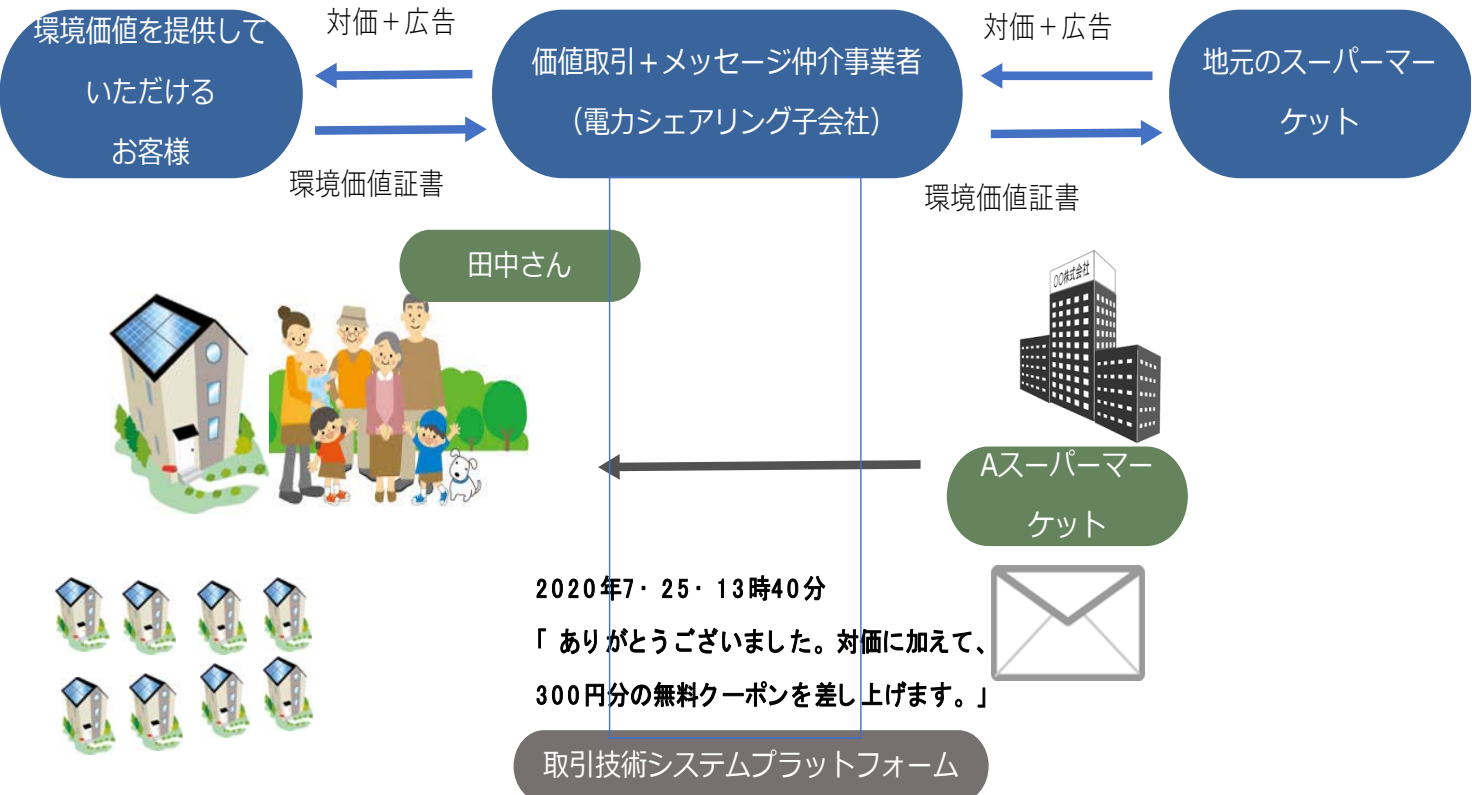 環境価値を提供して
いただける
お客様
対価＋広告
環境価値証書
価値取引＋メッセージ仲介事業者
（電力シェアリング子会社）
対価＋広告
環境価値証書
地元のスーパーマー
ケット
田中さん
〇〇株式会社
Aスーパーマー
ケット
2020年7・25・13時40分
「ありがとうございました。対価に加えて、
300円分の無料クーポンを差し上げます。」
取引技術システムプラットフォーム